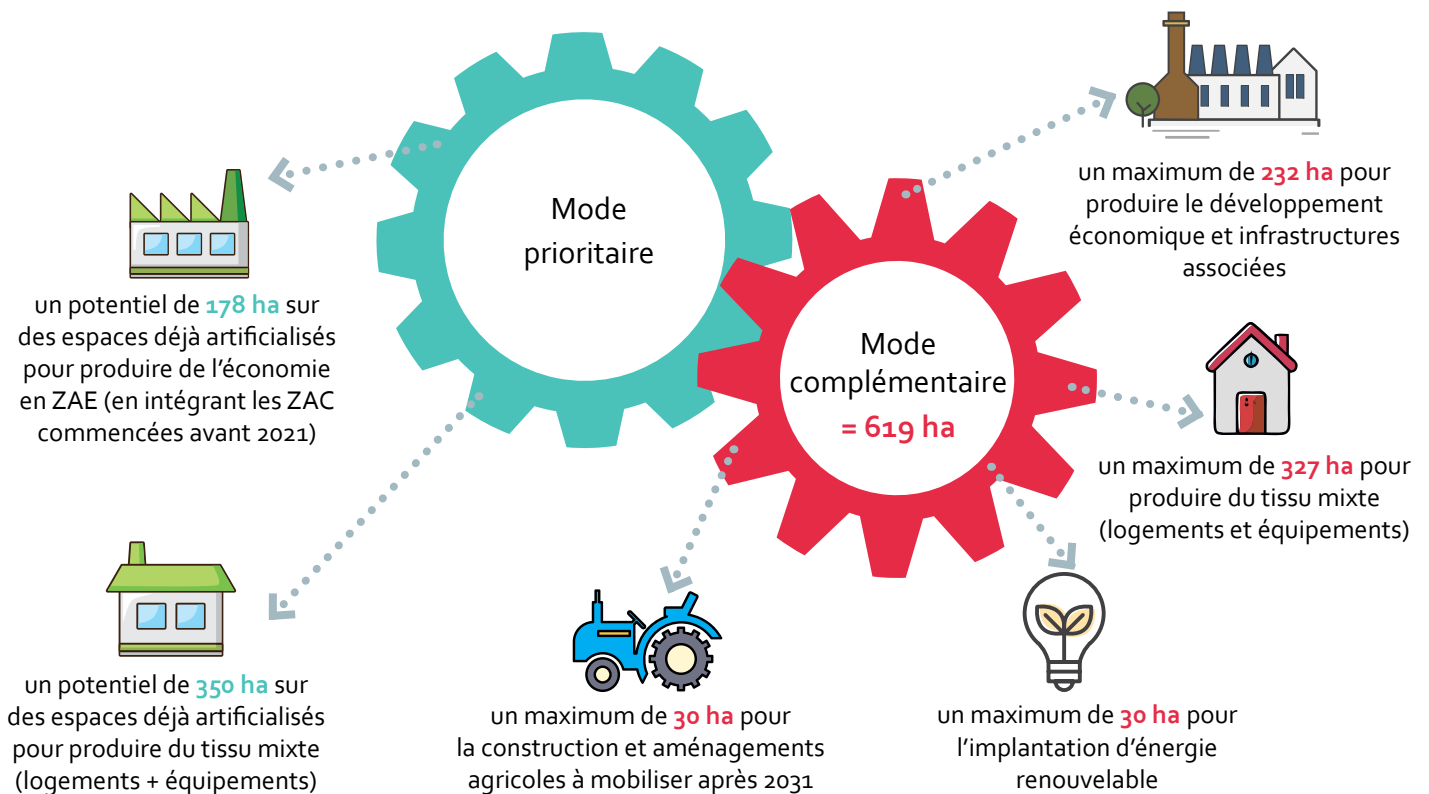 Mode
prioritaire
un potentiel de 178 ha sur
des espaces déjà artificialisés
pour produire de l'économie
en ZAE (en intégrant les ZAC
commencées avant 2021)
un potentiel de 350 ha sur
des espaces déjà artificialisés
pour produire du tissu mixte
(logements + équipements)
Mode
complémentaire
= 619 ha
un maximum de 232 ha pour
produire le développement
économique et infrastructures
associées
un maximum de 327 ha pour
produire du tissu mixte
(logements et équipements)
un maximum de 30 ha pour
la construction et aménagements
agricoles à mobiliser après 2031
un maximum de 30 ha pour
l'implantation d'énergie
renouvelable